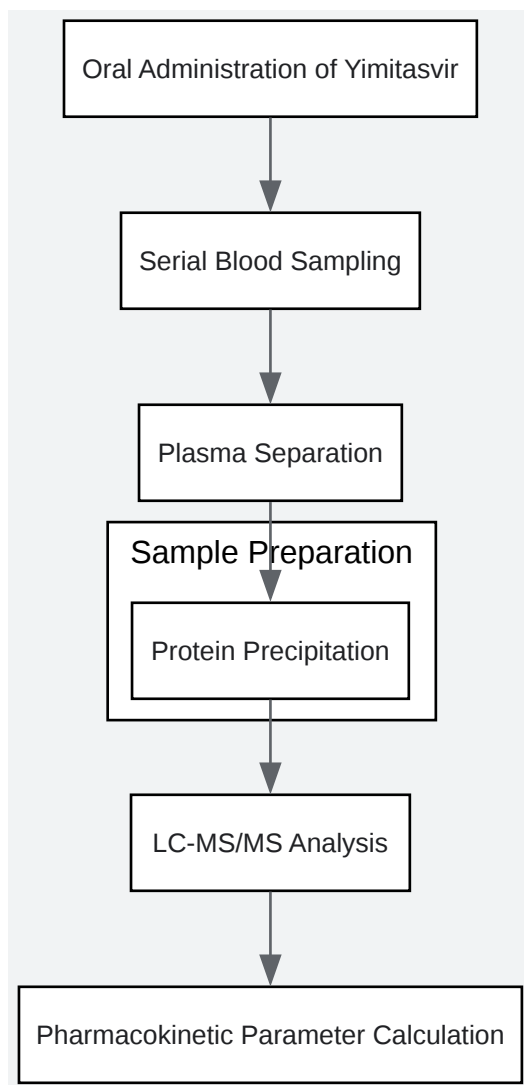 Oral Administration of Yimitasvir
Serial Blood Sampling
Plasma Separation
Sample Preparation
Protein Precipitation
LC-MS/MS Analysis
Pharmacokinetic Parameter Calculation